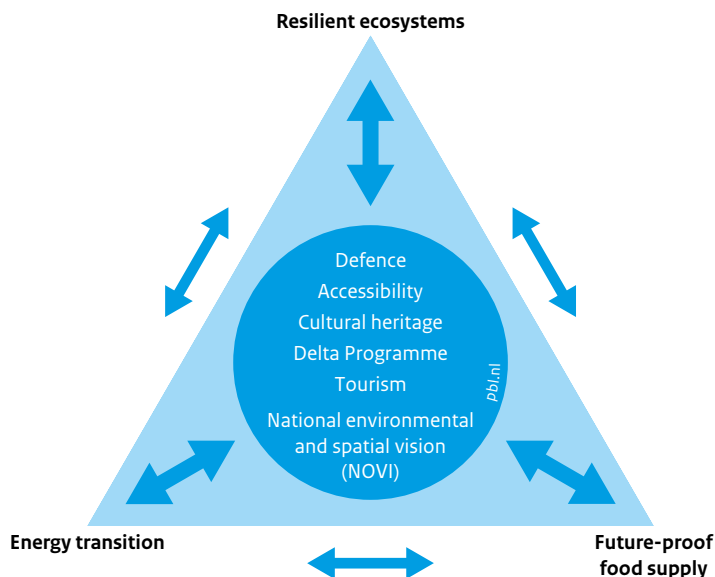 Resilient ecosystems
Defence
Accessibility
Cultural heritage
Delta Programme
Tourism
pbl.nl
National environmental
and spatial vision
(NOVI)
Energy transition
Future-proof
food supply